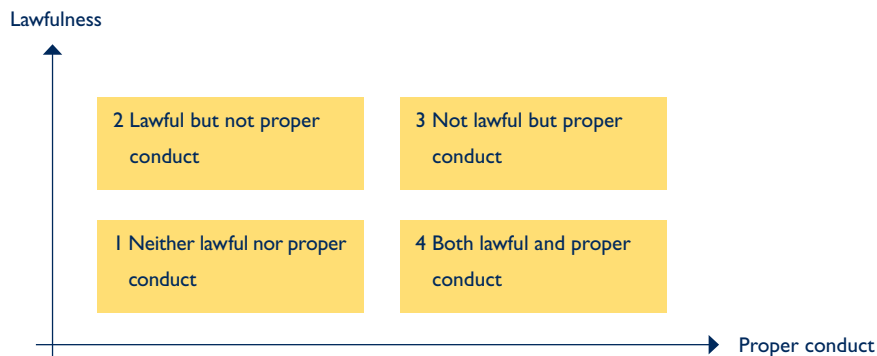 Lawfulness
2 Lawful but not proper
conduct
3 Not lawful but proper
conduct
1 Neither lawful nor proper
conduct
4 Both lawful and proper
conduct
Proper conduct